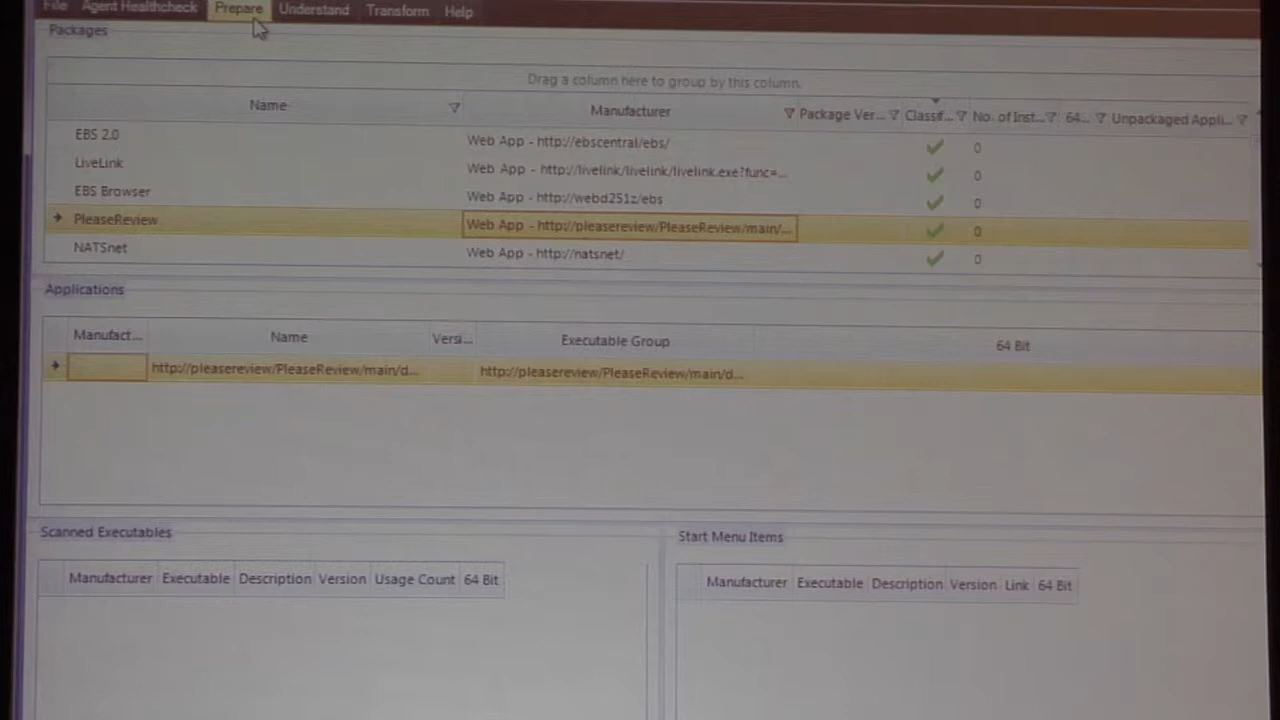 File Agent Healthcheck Prepare Understand Transform Help
Packages
Drag a column here to group by this column.
Name Manufacturer Package Ver... Classif... No. of Inst... 64... Unpackaged Appli...
EBS 2.0 Web App - http://ebscentral/ebs/ 0
LiveLink Web App - http://livelink/livelink/livelink.exe?func=... 0
EBS Browser Web App - http://webd251z/ebs 0
PleaseReview Web App - http://pleasereview/PleaseReview/main/... 0
NATSnet Web App - http://natsnet/ 0
Applications
Manufact... Name Versi... Executable Group 64 Bit
http://pleasereview/PleaseReview/main/d... http://pleasereview/PleaseReview/main/d...
Scanned Executables Start Menu Items
Manufacturer Executable Description Version Usage Count 64 Bit Manufacturer Executable Description Version Link 64 Bit